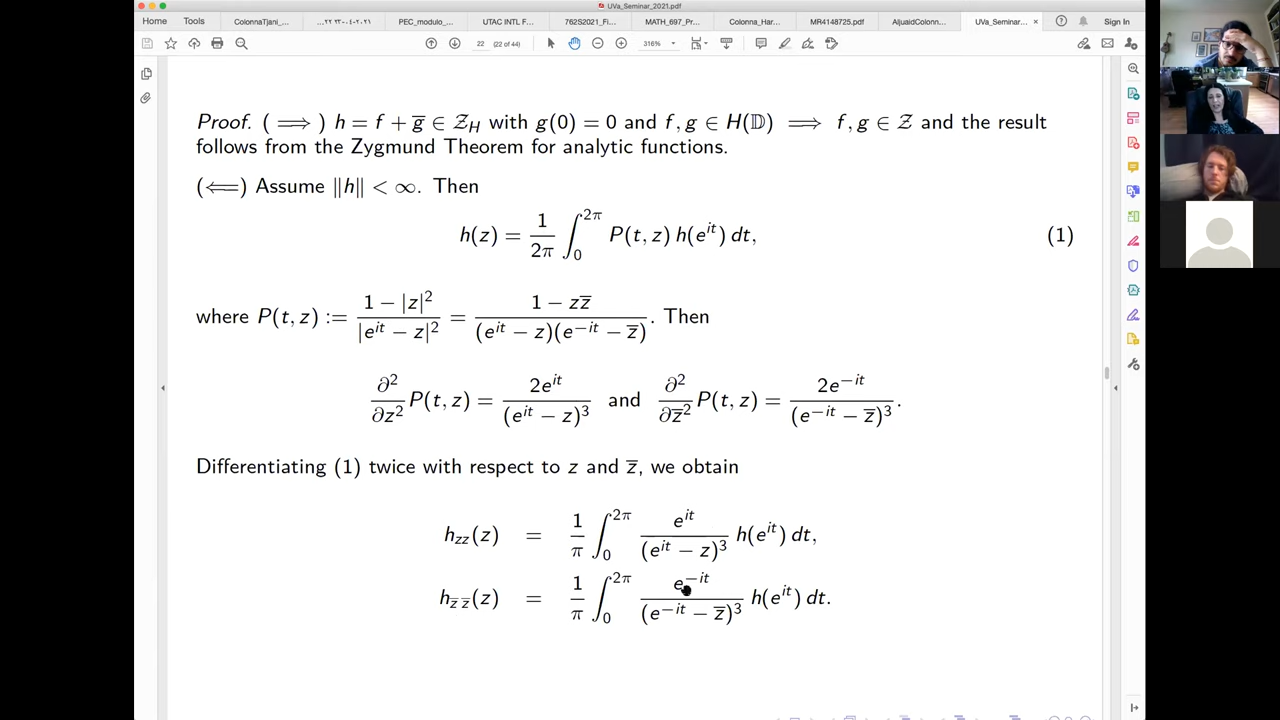 UVa_Seminar_2021.pdf
Home Tools ColonnaTjani_... PEC_modulo_... UTAC INTL F... 762S2021_Fi... MATH_697_Pr... Colonna_Har... MR4148725.pdf AljuaidColonn... UVa_Seminar... × Sign In
22 (22 of 44) 316%
Proof. (⟹) h = f + g̅ ∈ 𝒵_H with g(0) = 0 and f, g ∈ H(𝔻) ⟹ f, g ∈ 𝒵 and the result
follows from the Zygmund Theorem for analytic functions.
(⟸) Assume ‖h‖ < ∞. Then
h(z) = 1/2π ∫_0^{2π} P(t, z) h(e^{it}) dt, (1)
where P(t, z) := (1 − |z|^2)/|e^{it} − z|^2 = (1 − zz̅)/((e^{it} − z)(e^{−it} − z̅)). Then
∂^2/∂z^2 P(t, z) = 2e^{it}/(e^{it} − z)^3 and ∂^2/∂z̅^2 P(t, z) = 2e^{−it}/(e^{−it} − z̅)^3.
Differentiating (1) twice with respect to z and z̅, we obtain
h_{zz}(z) = 1/π ∫_0^{2π} e^{it}/(e^{it} − z)^3 h(e^{it}) dt,
h_{z̅ z̅}(z) = 1/π ∫_0^{2π} e^{−it}/(e^{−it} − z̅)^3 h(e^{it}) dt.